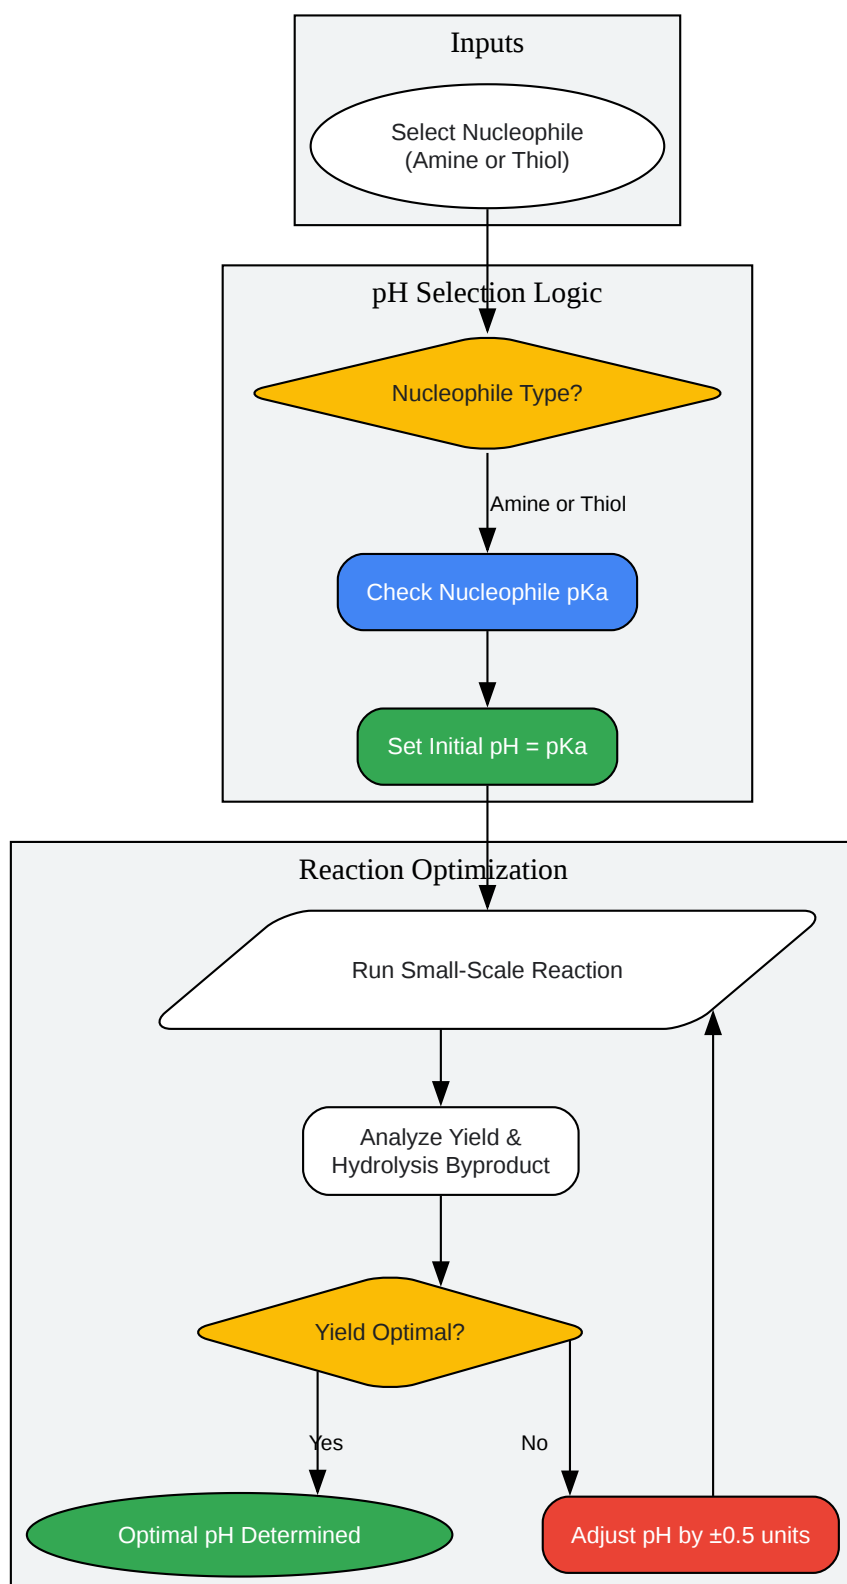 Inputs
Select Nucleophile
(Amine or Thiol)
pH Selection Logic
Nucleophile Type?
Amine or Thiol
Check Nucleophile pKa
Set Initial pH = pKa
Reaction Optimization
Run Small-Scale Reaction
Analyze Yield &
Hydrolysis Byproduct
Yield Optimal?
Yes
No
Optimal pH Determined
Adjust pH by ±0.5 units